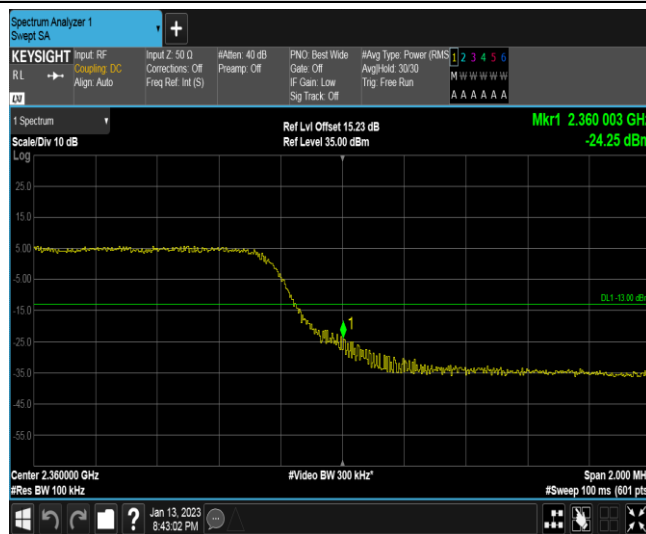 Spectrum Analyzer 1
Swept SA
+
KEYSIGHT
RL
LXI
Input: RF
Coupling: DC
Align: Auto
Input Z: 50 Ω
Corrections: Off
Freq Ref: Int (S)
#Atten: 40 dB
Preamp: Off
PNO: Best Wide
Gate: Off
IF Gain: Low
Sig Track: Off
#Avg Type: Power (RMS
Avg|Hold: 30/30
Trig: Free Run
1 2 3 4 5 6
M W W W W W
A A A A A A
1 Spectrum
Scale/Div 10 dB
Log
Ref Lvl Offset 15.23 dB
Ref Level 35.00 dBm
Mkr1 2.360 003 GHz
-24.25 dBm
25.0
15.0
5.00
-5.00
-15.0
-25.0
-35.0
-45.0
-55.0
DL1 -13.00 dBm
1
Center 2.360000 GHz
#Res BW 100 kHz
#Video BW 300 kHz*
Span 2.000 MH
#Sweep 100 ms (601 pts
?
Jan 13, 2023
8:43:02 PM